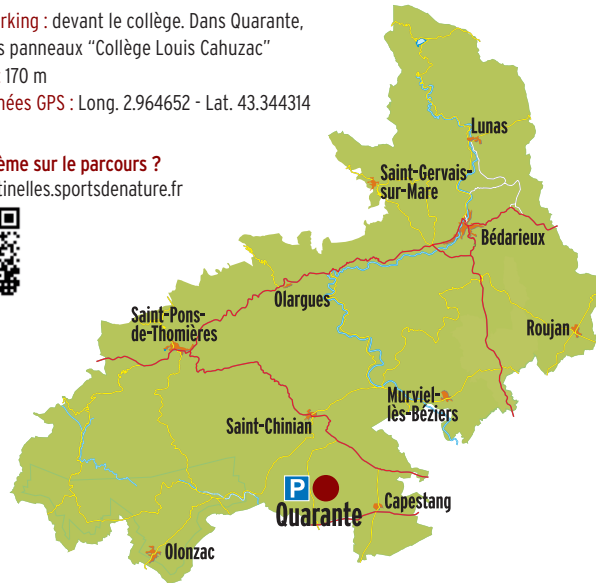 rking : devant le collège. Dans Quarante,
s panneaux “Collège Louis Cahuzac”
: 170 m
nées GPS : Long. 2.964652 - Lat. 43.344314
ème sur le parcours ?
tinelles.sportsdenature.fr
Lunas
Saint-Gervais-
sur-Mare
Bédarieux
Olargues
Saint-Pons-
de-Thomières
Roujan
Murviel-
lès-Béziers
Saint-Chinian
P
Capestang
Quarante
Olonzac